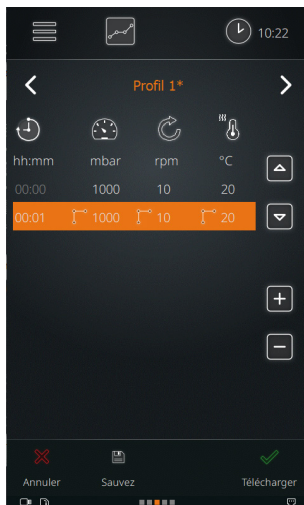 10:22
Profil 1*
hh:mm mbar rpm °C
00:00 1000 10 20
00:01 1000 10 20
Annuler Sauvez Télécharger